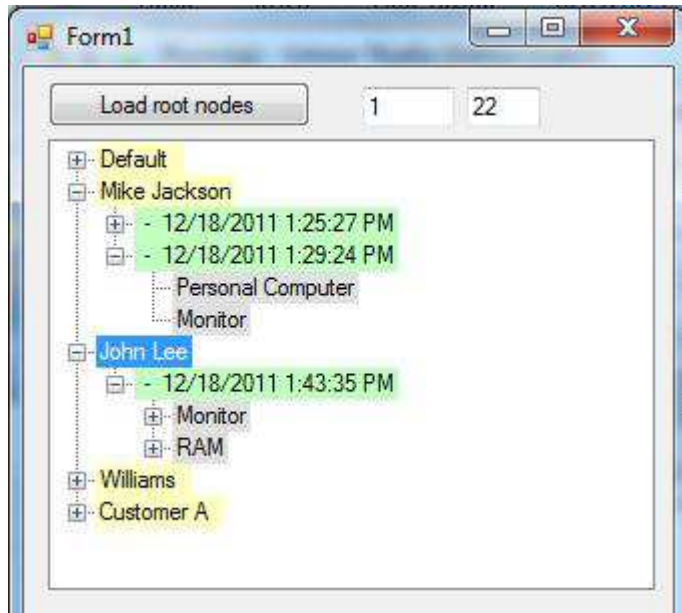 Form1
Load root nodes 1 22
Default
Mike Jackson
- 12/18/2011 1:25:27 PM
- 12/18/2011 1:29:24 PM
Personal Computer
Monitor
John Lee
- 12/18/2011 1:43:35 PM
Monitor
RAM
Williams
Customer A